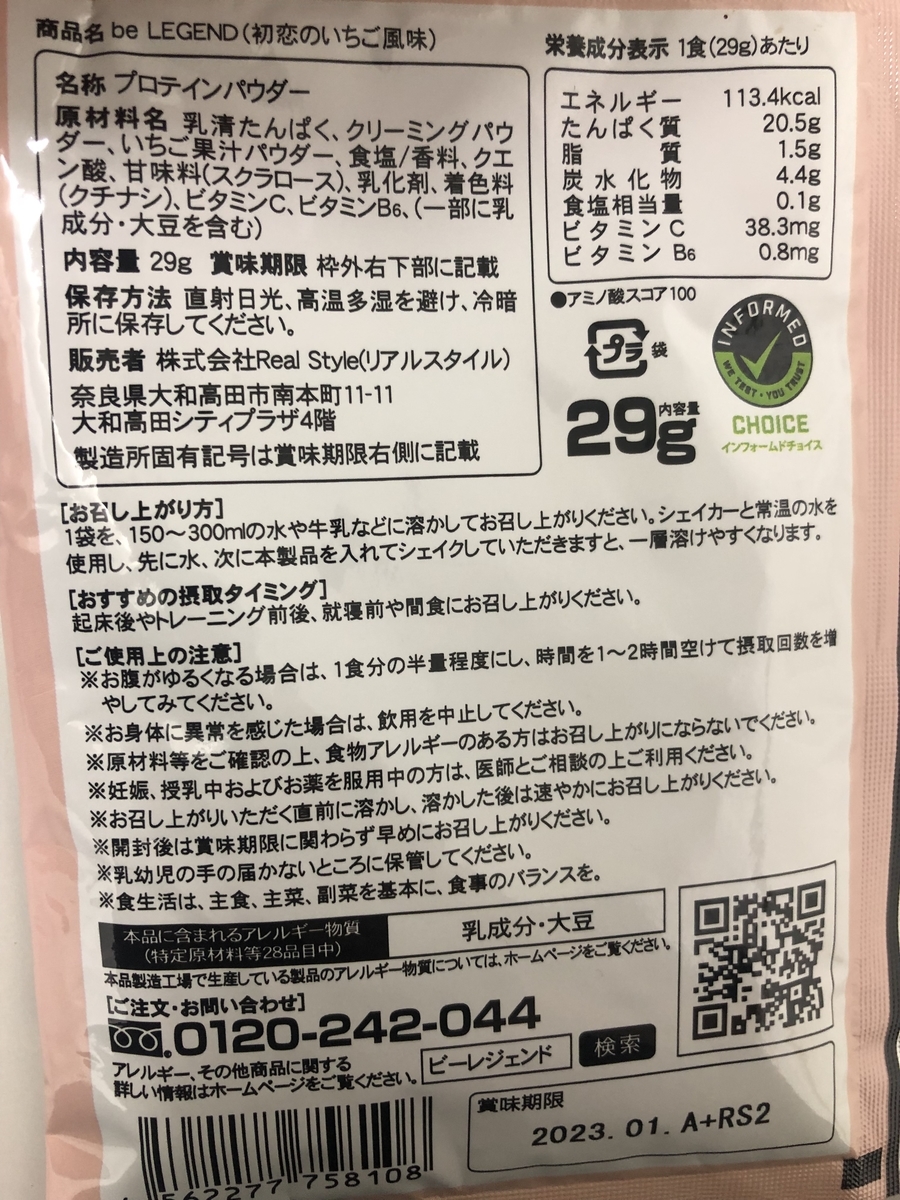 商品名 be LEGEND(初恋のいちご風味)
名称 プロテインパウダー
原材料名 乳清たんぱく、クリーミングパウ
ダー、いちご果汁パウダー、食塩/香料、クエ
ン酸、甘味料(スクラロース)、乳化剤、着色料
(クチナシ)、ビタミンC、ビタミンB6、(一部に乳
成分・大豆を含む)
内容量 29g 賞味期限 枠外右下部に記載
保存方法 直射日光、高温多湿を避け、冷暗
所に保存してください。
販売者 株式会社Real Style(リアルスタイル)
奈良県大和高田市南本町11-11
大和高田シティプラザ4階
製造所固有記号は賞味期限右側に記載
栄養成分表示 1食(29g)あたり
エネルギー 113.4kcal
たんぱく質 20.5g
脂質 1.5g
炭水化物 4.4g
食塩相当量 0.1g
ビタミンC 38.3mg
ビタミン B6 0.8mg
●アミノ酸スコア100
プラ 袋
内容量
29g
INFORMED
WE TEST・YOU TRUST
CHOICE
インフォームドチョイス
[お召し上がり方]
1袋を、150～300mlの水や牛乳などに溶かしてお召し上がりください。シェイカーと常温の水を
使用し、先に水、次に本製品を入れてシェイクしていただきますと、一層溶けやすくなります。
[おすすめの摂取タイミング]
起床後やトレーニング前後、就寝前や間食にお召し上がりください。
[ご使用上の注意]
※お腹がゆるくなる場合は、1食分の半量程度にし、時間を1～2時間空けて摂取回数を増
やしてみてください。
※お身体に異常を感じた場合は、飲用を中止してください。
※原材料等をご確認の上、食物アレルギーのある方はお召し上がりにならないでください。
※妊娠、授乳中およびお薬を服用中の方は、医師とご相談の上ご利用ください。
※お召し上がりいただく直前に溶かし、溶かした後は速やかにお召し上がりください。
※開封後は賞味期限に関わらず早めにお召し上がりください。
※乳幼児の手の届かないところに保管してください。
※食生活は、主食、主菜、副菜を基本に、食事のバランスを。
本品に含まれるアレルギー物質
(特定原材料等28品目中)
乳成分・大豆
本品製造工場で生産している製品のアレルギー物質については、ホームページをご覧ください。
[ご注文・お問い合わせ]
0120-242-044
アレルギー、その他商品に関する
詳しい情報はホームページをご覧ください。
ビーレジェンド 検索
賞味期限
2023. 01. A+RS2
562277 758108